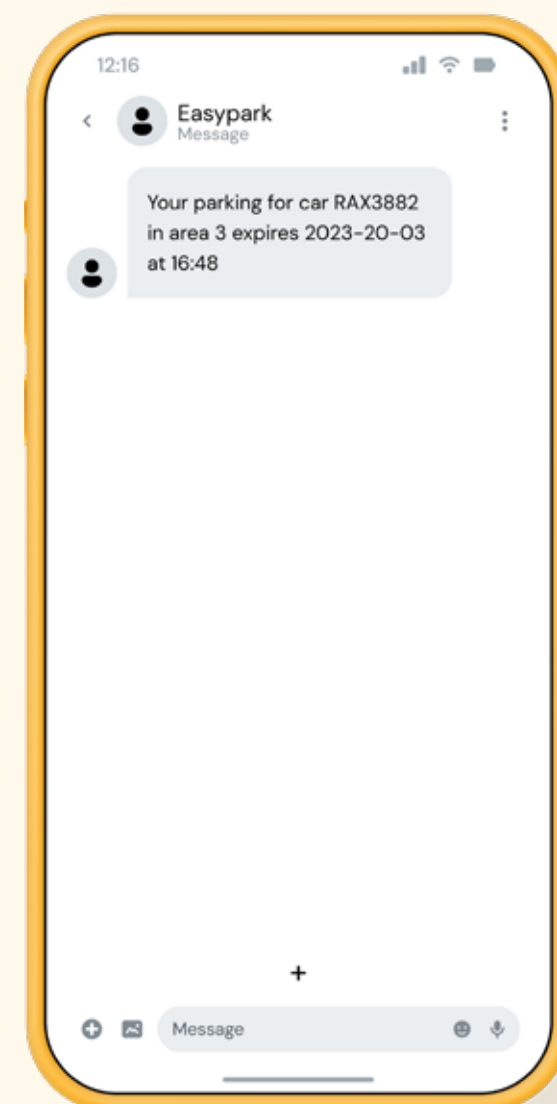 12:16
Easypark
Message
Your parking for car RAX3882
in area 3 expires 2023-20-03
at 16:48
+
Message